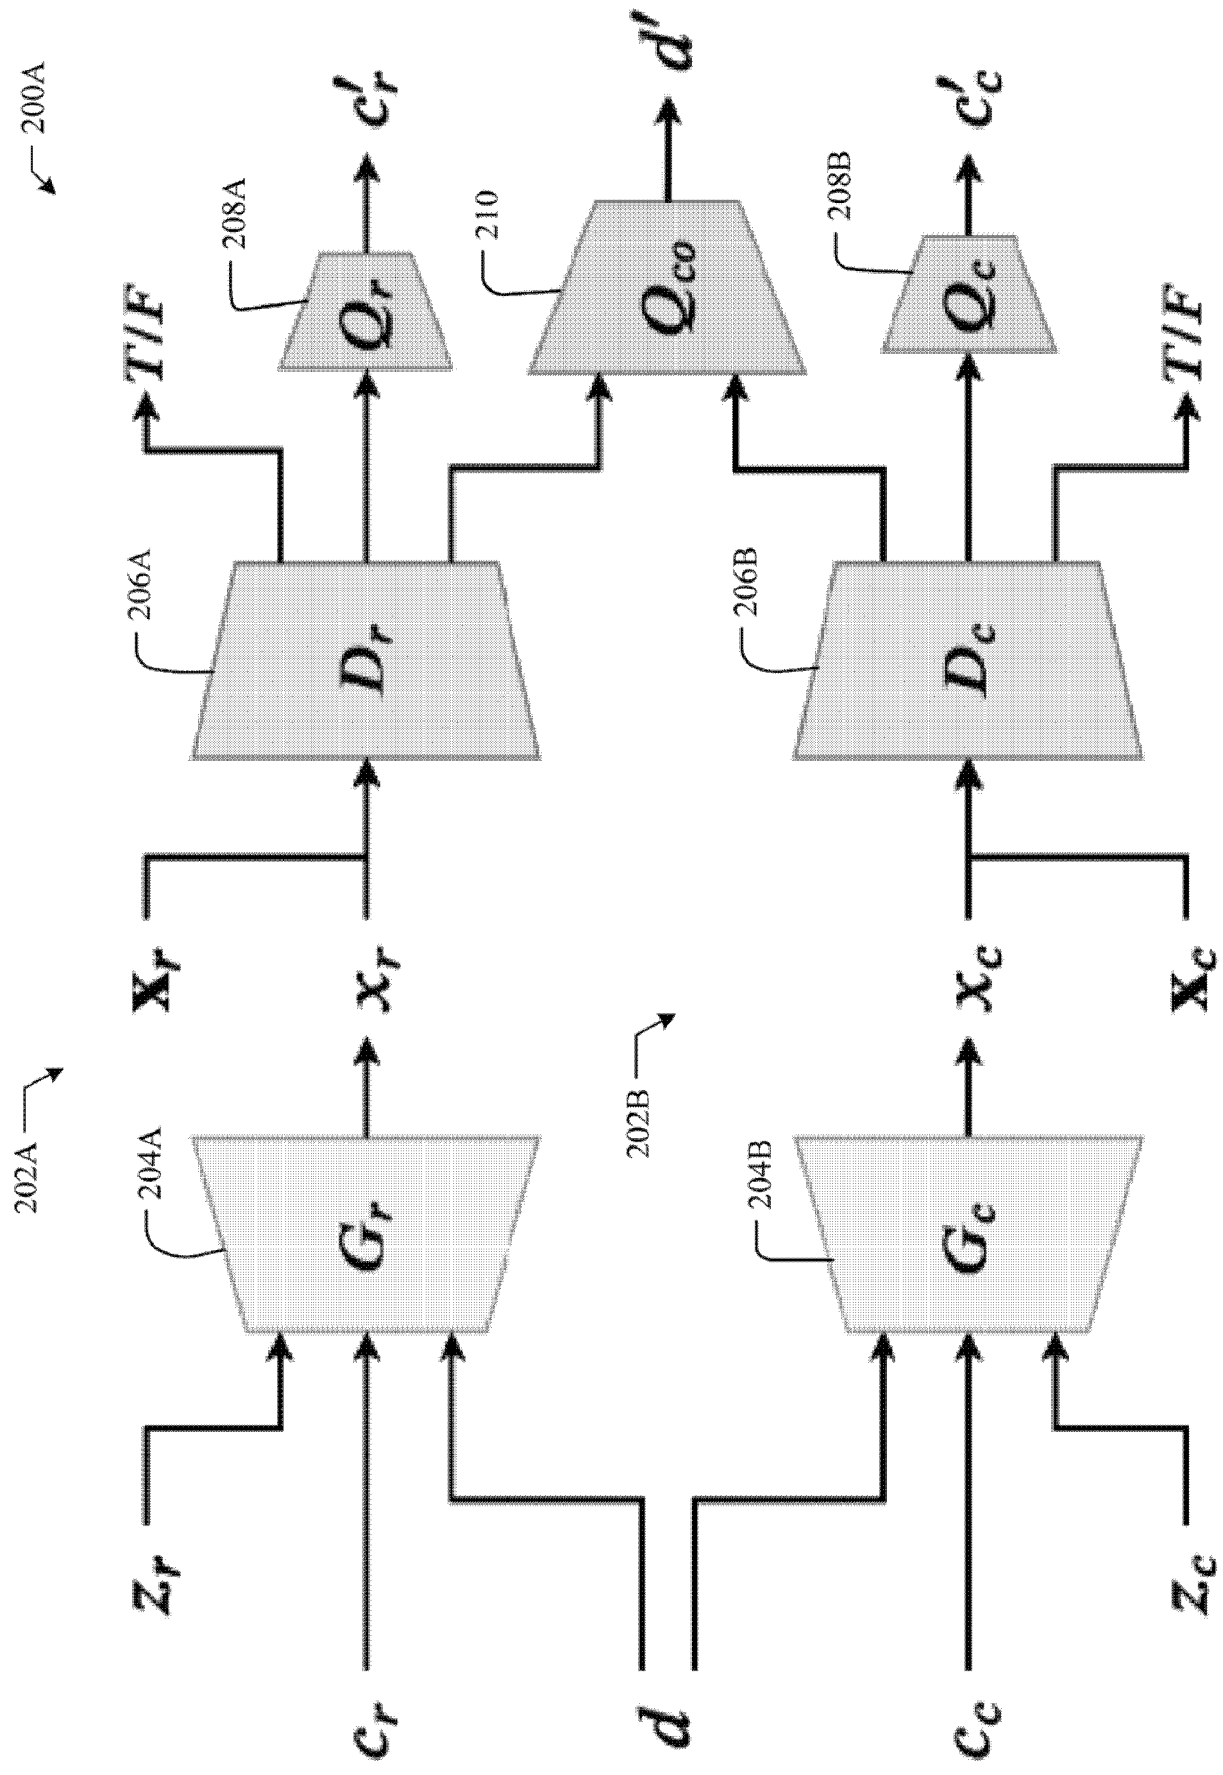 200A
202A
z_r
204A
X_r
206A
T/F
208A
c_r
G_r
x_r
D_r
Q_r
c'_r
d
202B
210
Q_co
d'
204B
206B
208B
c_c
G_c
x_c
D_c
Q_c
c'_c
z_c
X_c
T/F